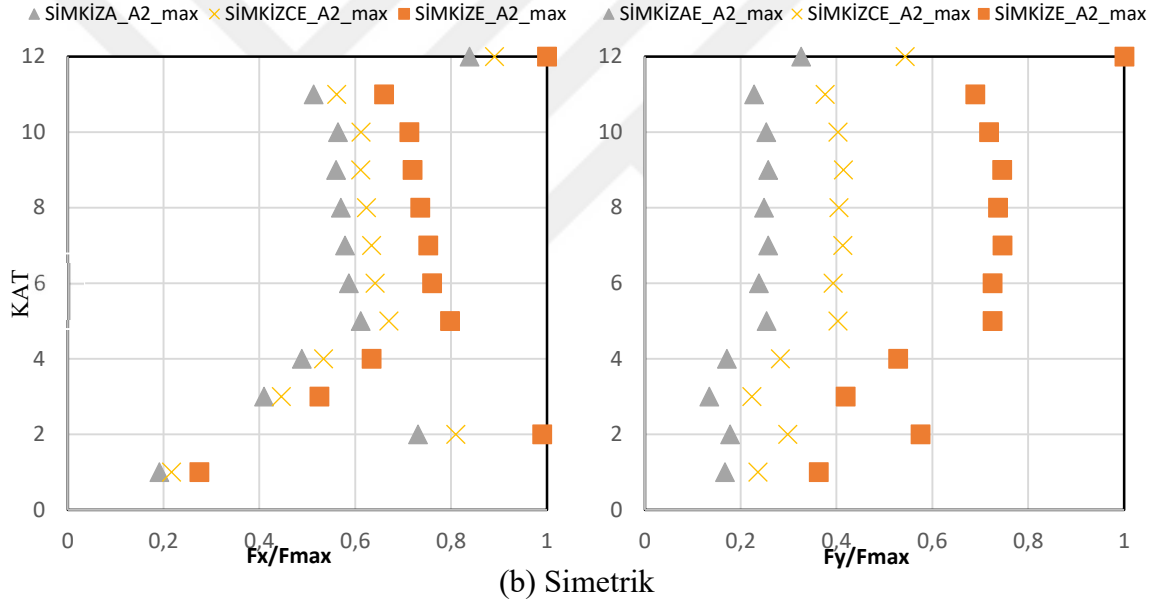 SİMKİZA_A2_max SİMKİZCE_A2_max SİMKİZE_A2_max
SİMKİZAE_A2_max SİMKİZCE_A2_max SİMKİZE_A2_max
KAT
12
10
8
6
4
2
0
0 0,2 0,4 0,6 0,8 1
Fx/Fmax
12
10
8
6
4
2
0
0 0,2 0,4 0,6 0,8 1
Fy/Fmax
(b) Simetrik